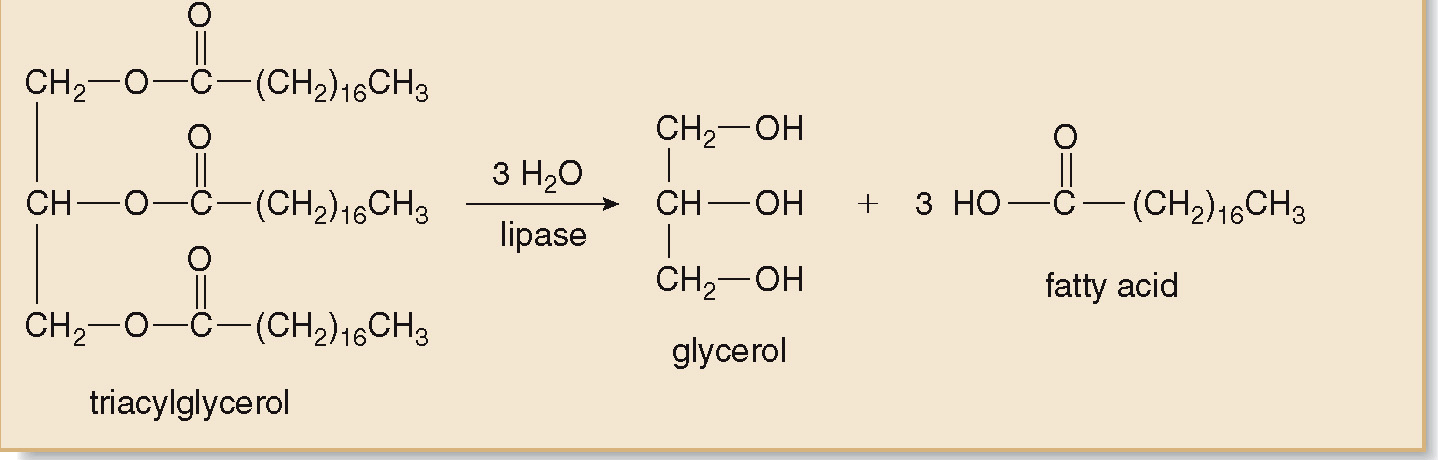 O
CH₂—O—C—(CH₂)₁₆CH₃
O
CH—O—C—(CH₂)₁₆CH₃
O
CH₂—O—C—(CH₂)₁₆CH₃
triacylglycerol
3 H₂O
lipase
CH₂—OH
CH—OH
CH₂—OH
glycerol
+
O
3 HO—C—(CH₂)₁₆CH₃
fatty acid